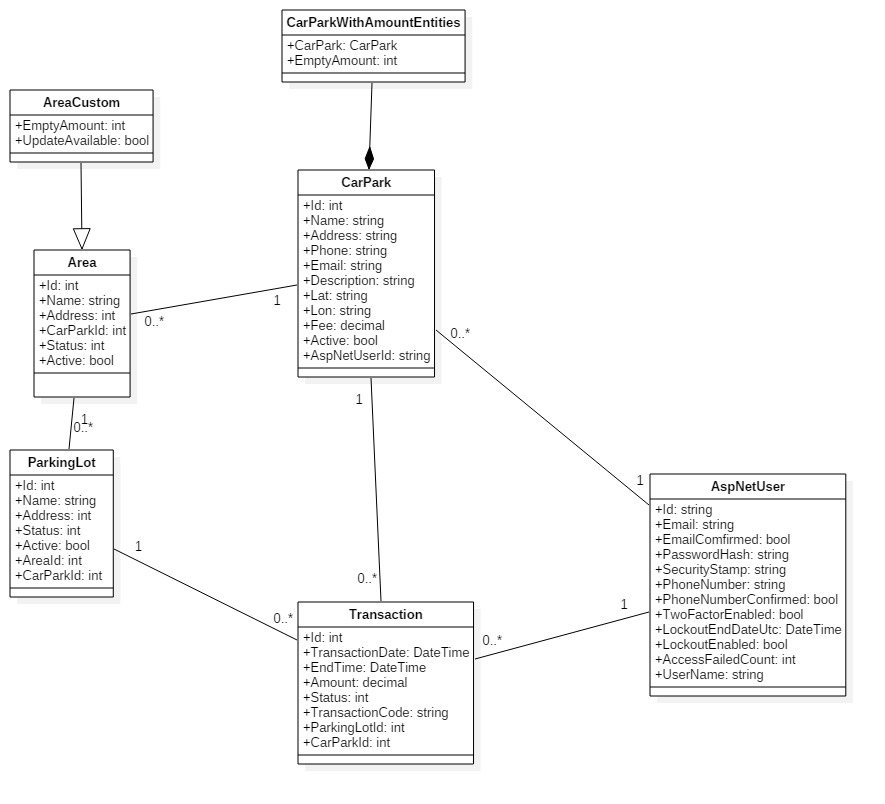 CarParkWithAmountEntities
+CarPark: CarPark
+EmptyAmount: int
AreaCustom
+EmptyAmount: int
+UpdateAvailable: bool
CarPark
+Id: int
+Name: string
+Address: string
+Phone: string
+Email: string
+Description: string
+Lat: string
+Lon: string
+Fee: decimal
+Active: bool
+AspNetUserId: string
Area
+Id: int
+Name: string
+Address: int
+CarParkId: int
+Status: int
+Active: bool
1
0..*
0..*
1
1
0..*
ParkingLot
+Id: int
+Name: string
+Address: int
+Status: int
+Active: bool
+AreaId: int
+CarParkId: int
1
AspNetUser
+Id: string
+Email: string
+EmailComfirmed: bool
+PasswordHash: string
+SecurityStamp: string
+PhoneNumber: string
+PhoneNumberConfirmed: bool
+TwoFactorEnabled: bool
+LockoutEndDateUtc: DateTime
+LockoutEnabled: bool
+AccessFailedCount: int
+UserName: string
1
0..*
0..*
1
0..*
Transaction
+Id: int
+TransactionDate: DateTime
+EndTime: DateTime
+Amount: decimal
+Status: int
+TransactionCode: string
+ParkingLotId: int
+CarParkId: int